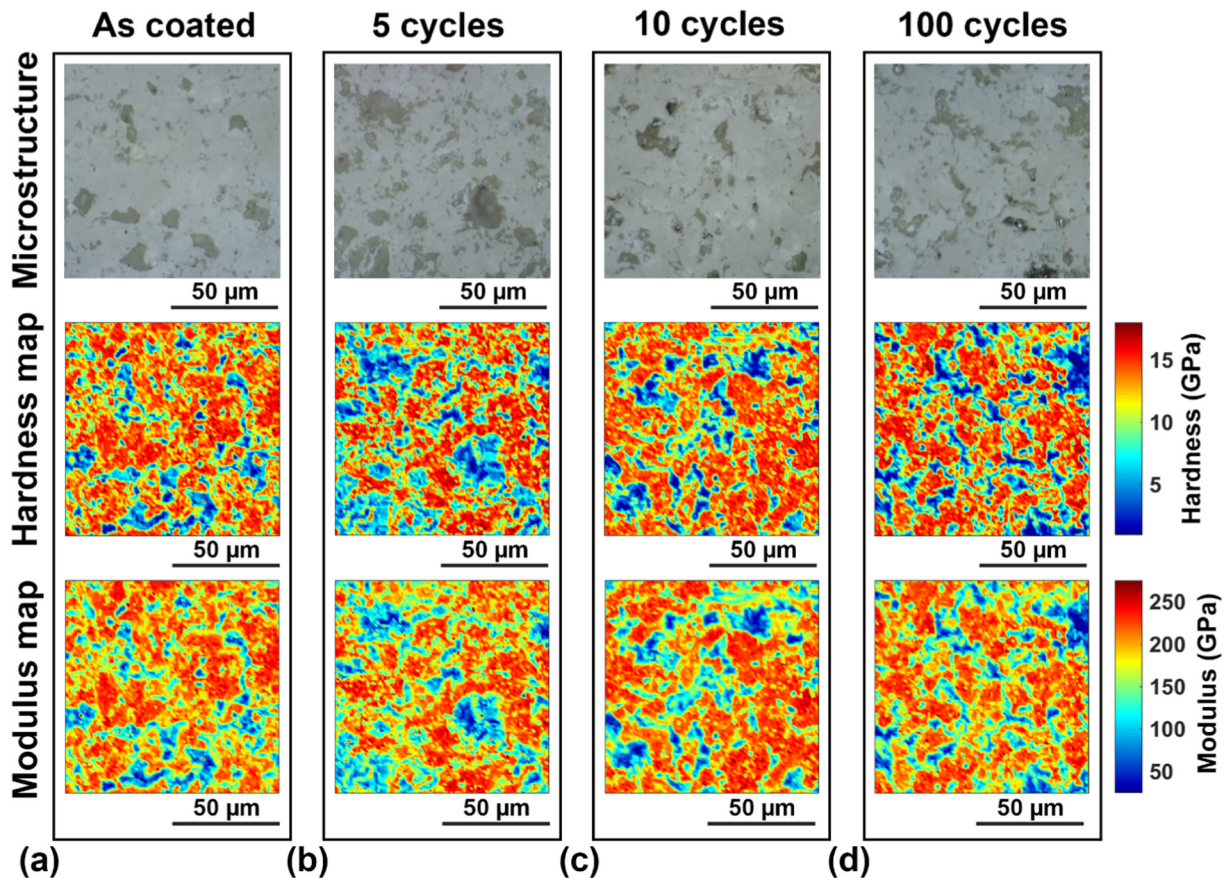 As coated 5 cycles 10 cycles 100 cycles
Microstructure
50 µm 50 µm 50 µm 50 µm
Hardness map
15
10
5
Hardness (GPa)
50 µm 50 µm 50 µm 50 µm
Modulus map
250
200
150
100
50
Modulus (GPa)
50 µm 50 µm 50 µm 50 µm
(a) (b) (c) (d)